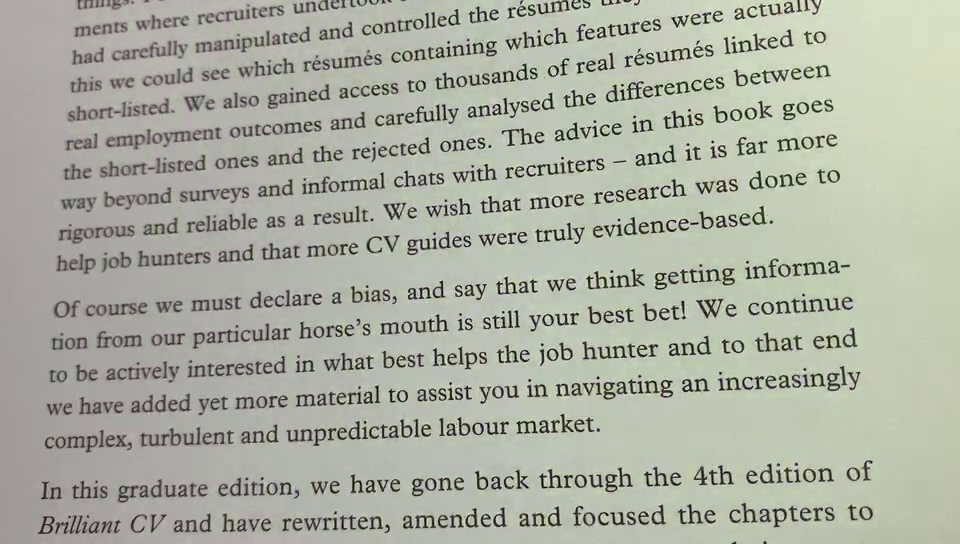 things.
ments where recruiters undertook
had carefully manipulated and controlled the résumés
this we could see which résumés containing which features were actually
short-listed. We also gained access to thousands of real résumés linked to
real employment outcomes and carefully analysed the differences between
the short-listed ones and the rejected ones. The advice in this book goes
way beyond surveys and informal chats with recruiters – and it is far more
rigorous and reliable as a result. We wish that more research was done to
help job hunters and that more CV guides were truly evidence-based.
Of course we must declare a bias, and say that we think getting informa-
tion from our particular horse's mouth is still your best bet! We continue
to be actively interested in what best helps the job hunter and to that end
we have added yet more material to assist you in navigating an increasingly
complex, turbulent and unpredictable labour market.
In this graduate edition, we have gone back through the 4th edition of
Brilliant CV and have rewritten, amended and focused the chapters to